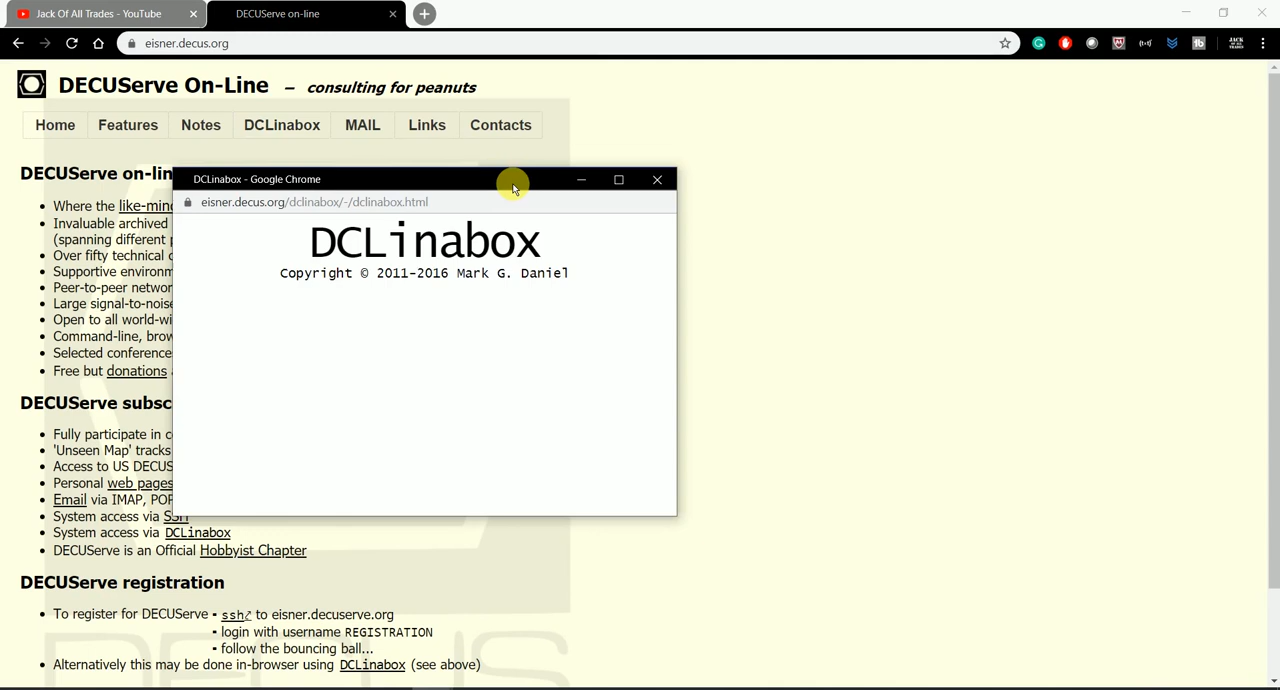 Jack Of All Trades - YouTube
DECUServe on-line
eisner.decus.org
DECUServe On-Line – consulting for peanuts
Home Features Notes DCLinabox MAIL Links Contacts
DECUServe on-lin
DCLinabox - Google Chrome
eisner.decus.org/dclinabox/-/dclinabox.html
DCLinabox
Copyright © 2011-2016 Mark G. Daniel
• Where the like-mind
• Invaluable archived
(spanning different p
• Over fifty technical c
• Supportive environm
• Peer-to-peer networ
• Large signal-to-noise
• Open to all world-wi
• Command-line, brow
• Selected conference
• Free but donations a
DECUServe subsc
• Fully participate in c
• 'Unseen Map' tracks
• Access to US DECUS
• Personal web pages
• Email via IMAP, POP
• System access via SSH
• System access via DCLinabox
• DECUServe is an Official Hobbyist Chapter
DECUServe registration
• To register for DECUServe ▪ ssh to eisner.decuserve.org
▪ login with username REGISTRATION
▪ follow the bouncing ball...
• Alternatively this may be done in-browser using DCLinabox (see above)
DECUS